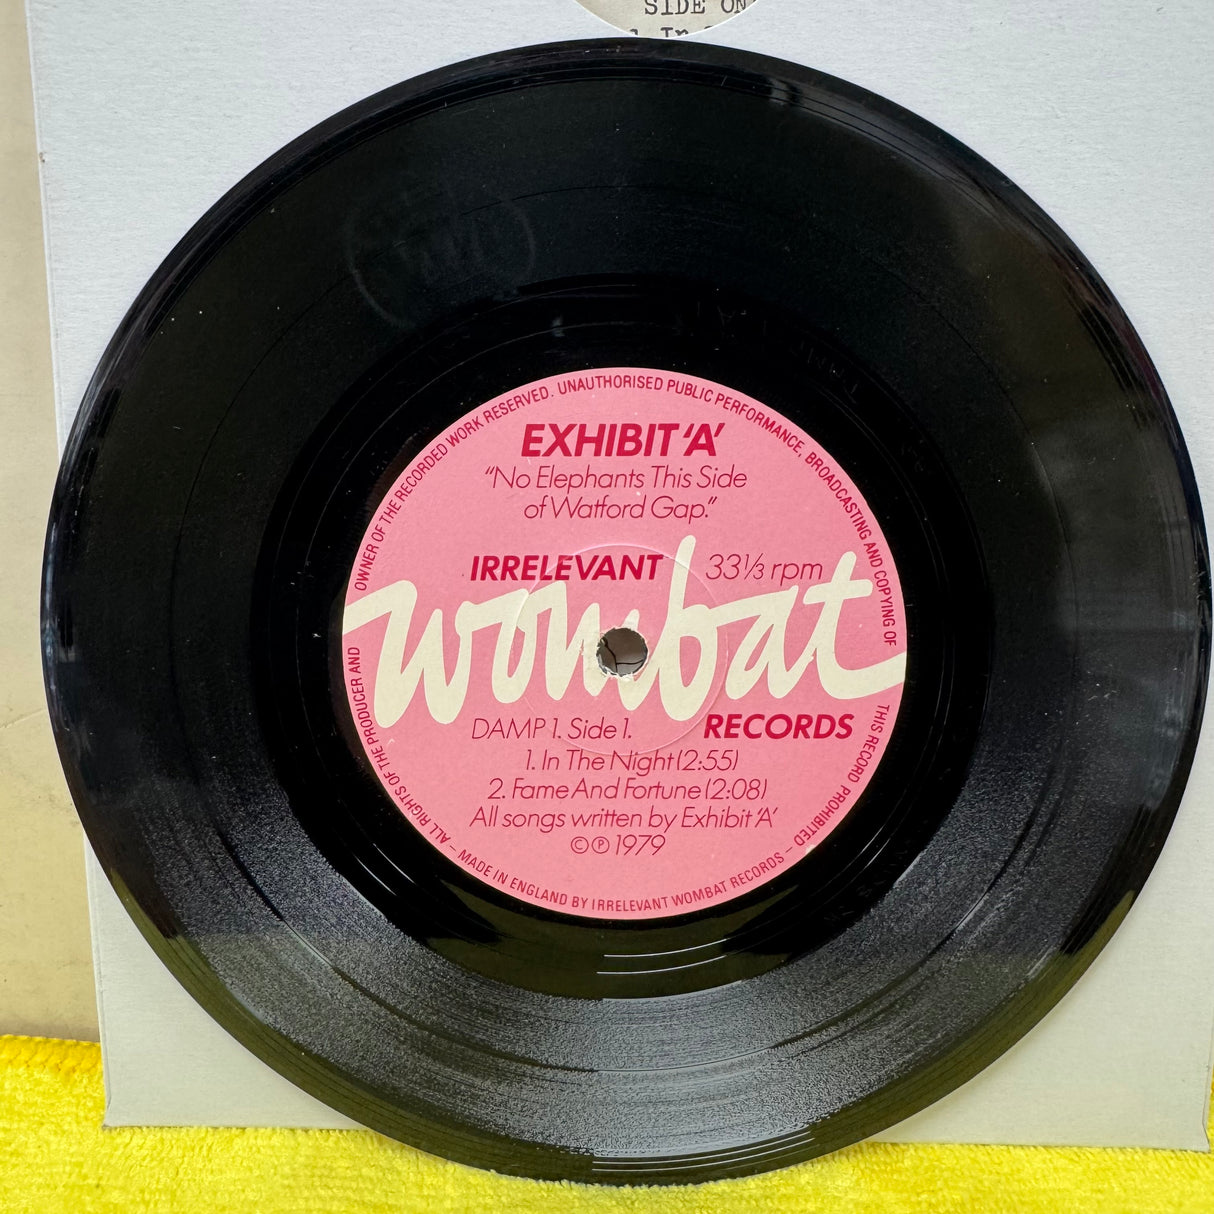 SIDE ON
EXHIBIT 'A'
"No Elephants This Side
of Watford Gap."
IRRELEVANT 33⅓ rpm
wombat
DAMP 1. Side 1. RECORDS
1. In The Night (2:55)
2. Fame And Fortune (2:08)
All songs written by Exhibit 'A'
©℗ 1979
ALL RIGHTS OF THE PRODUCER AND OWNER OF THE RECORDED WORK RESERVED. UNAUTHORISED PUBLIC PERFORMANCE, BROADCASTING AND COPYING OF THIS RECORD PROHIBITED – MADE IN ENGLAND BY IRRELEVANT WOMBAT RECORDS –